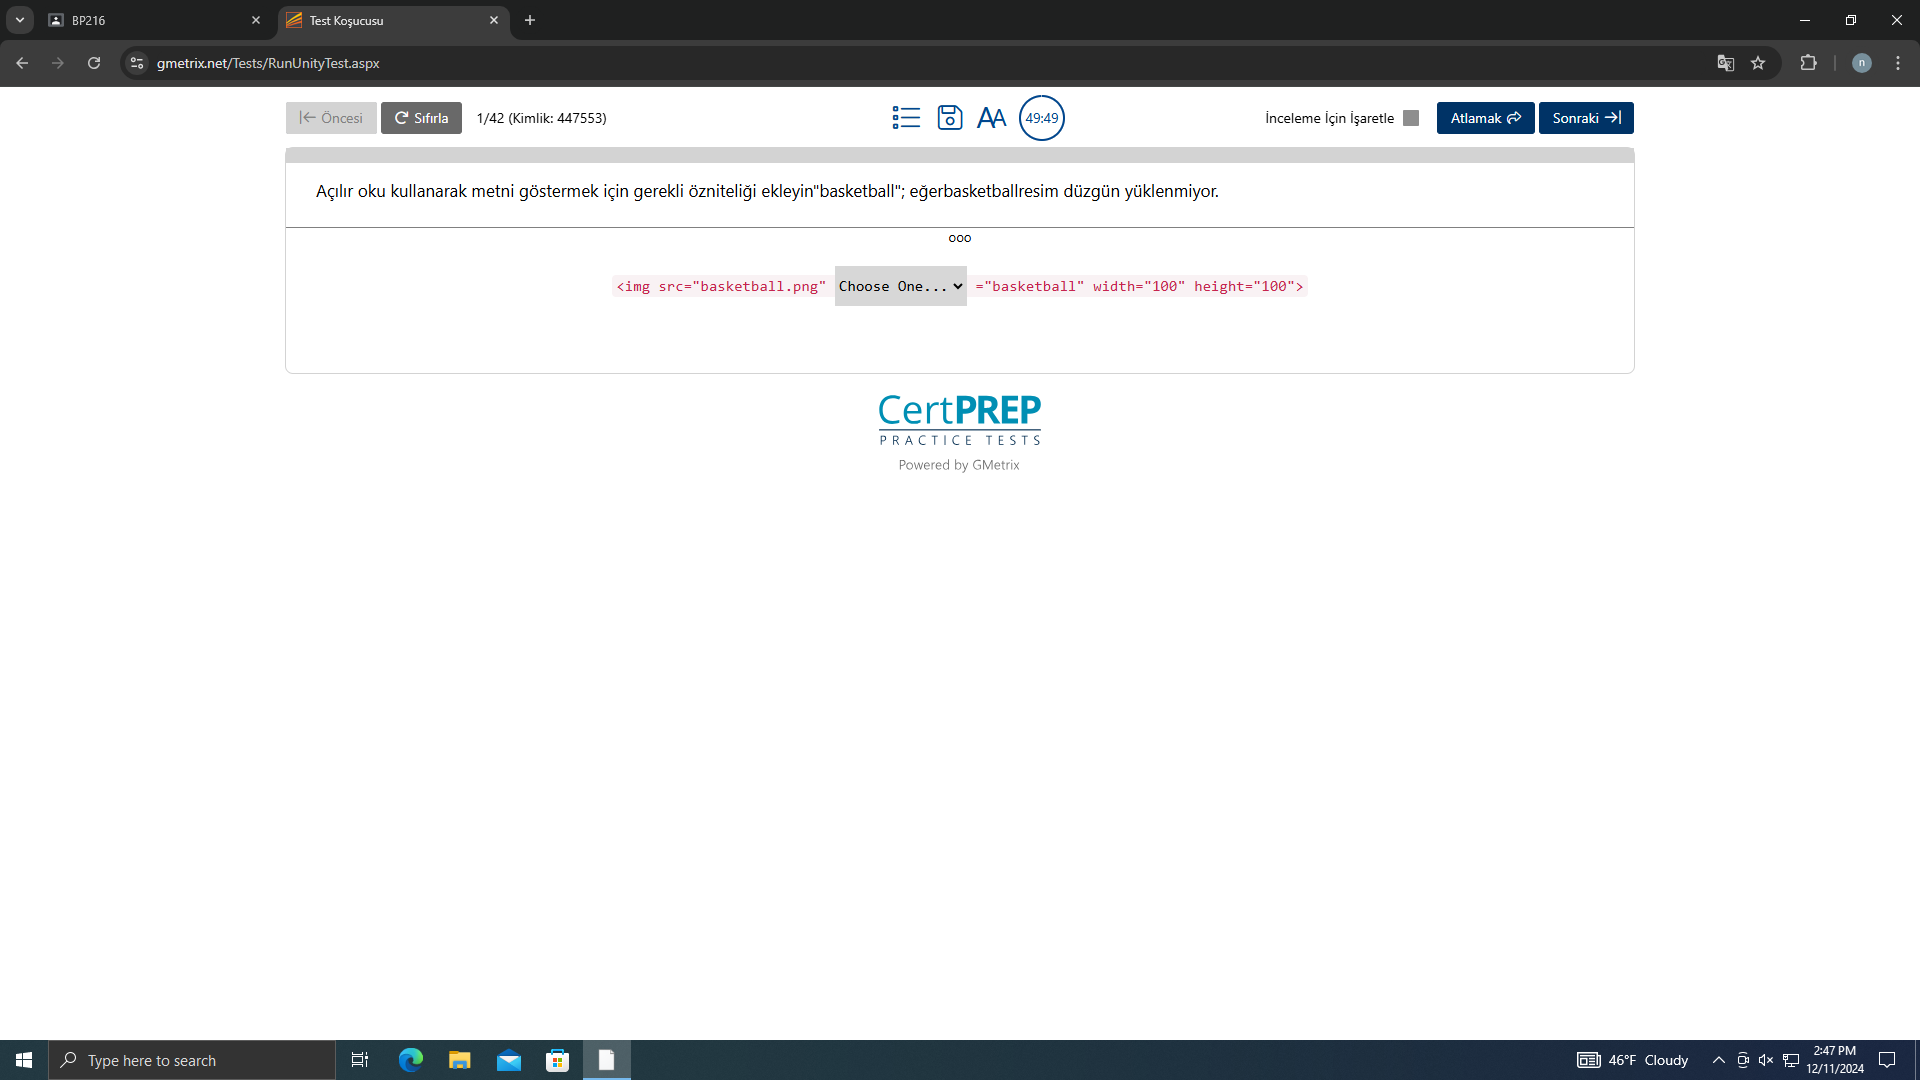 BP216
Test Koşucusu
gmetrix.net/Tests/RunUnityTest.aspx
n
Öncesi
Sıfırla
1/42 (Kimlik: 447553)
AA
49:49
İnceleme İçin İşaretle
Atlamak
Sonraki
Açılır oku kullanarak metni göstermek için gerekli özniteliği ekleyin"basketball"; eğerbasketballresim düzgün yüklenmiyor.
ooo
<img src="basketball.png" Choose One... ="basketball" width="100" height="100">
CertPREP
PRACTICE TESTS
Powered by GMetrix
Type here to search
46°F Cloudy
2:47 PM
12/11/2024